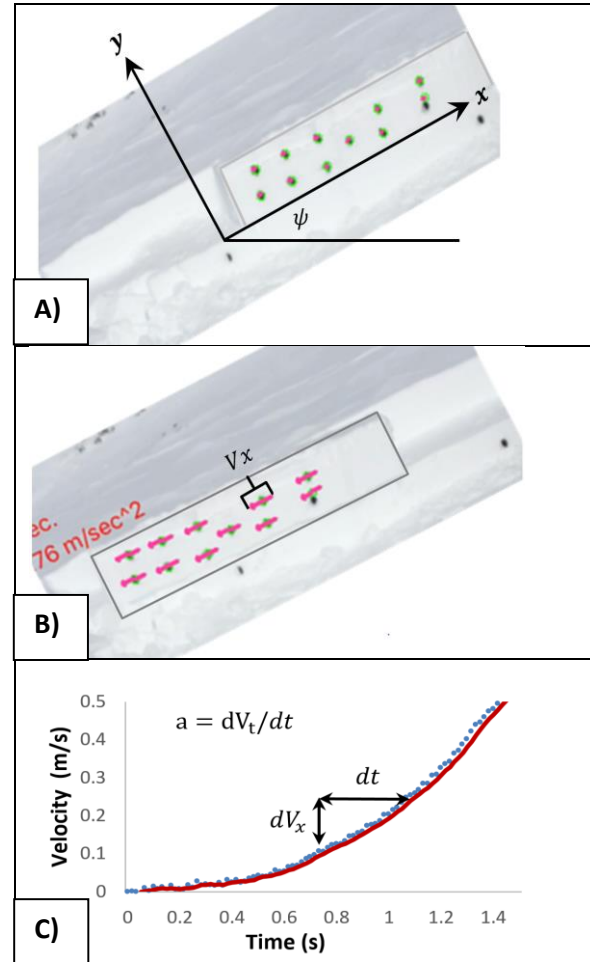 y
x
ψ
A)
Vx
ec.
76 m/sec^2
B)
0.5
a = dVt/dt
0.4
0.3
dt
0.2
dVx
0.1
0
Velocity (m/s)
0 0.2 0.4 0.6 0.8 1 1.2 1.4
C)
Time (s)